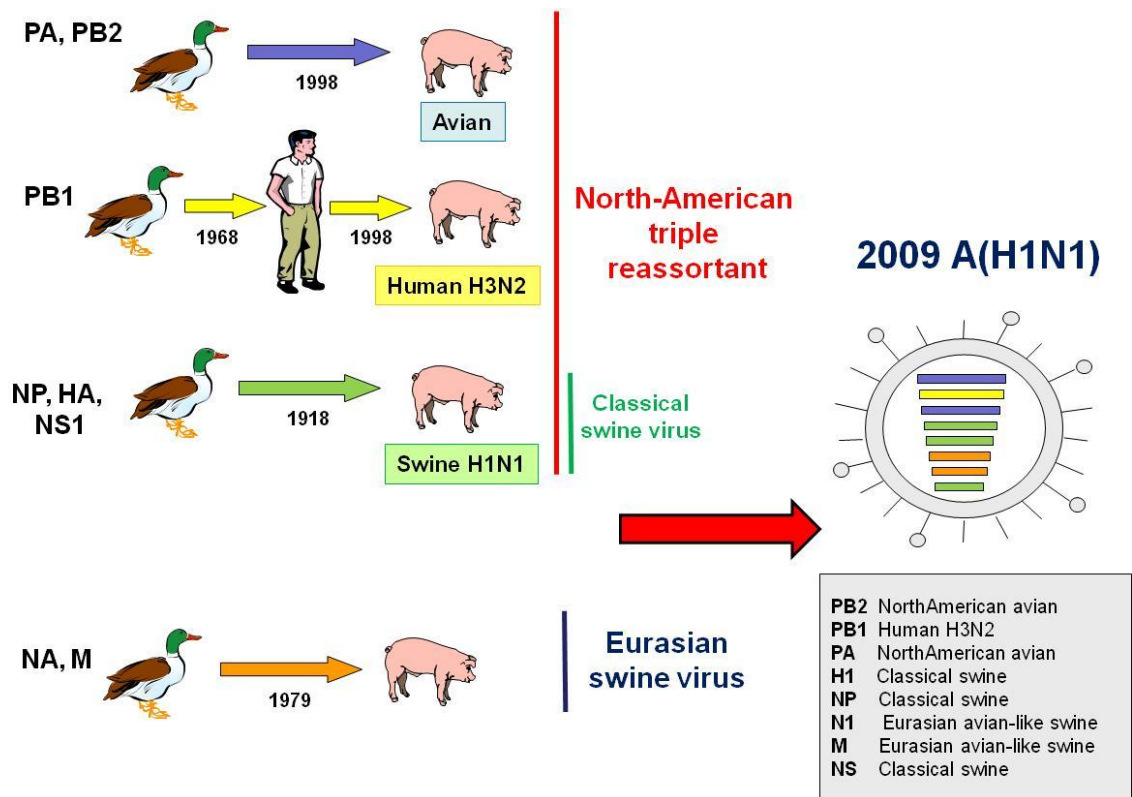 PA, PB2
1998
Avian
PB1
1968
1998
Human H3N2
North-American
triple
reassortant
NP, HA,
NS1
1918
Swine H1N1
Classical
swine virus
NA, M
1979
Eurasian
swine virus
2009 A(H1N1)
PB2 NorthAmerican avian
PB1 Human H3N2
PA NorthAmerican avian
H1 Classical swine
NP Classical swine
N1 Eurasian avian-like swine
M Eurasian avian-like swine
NS Classical swine